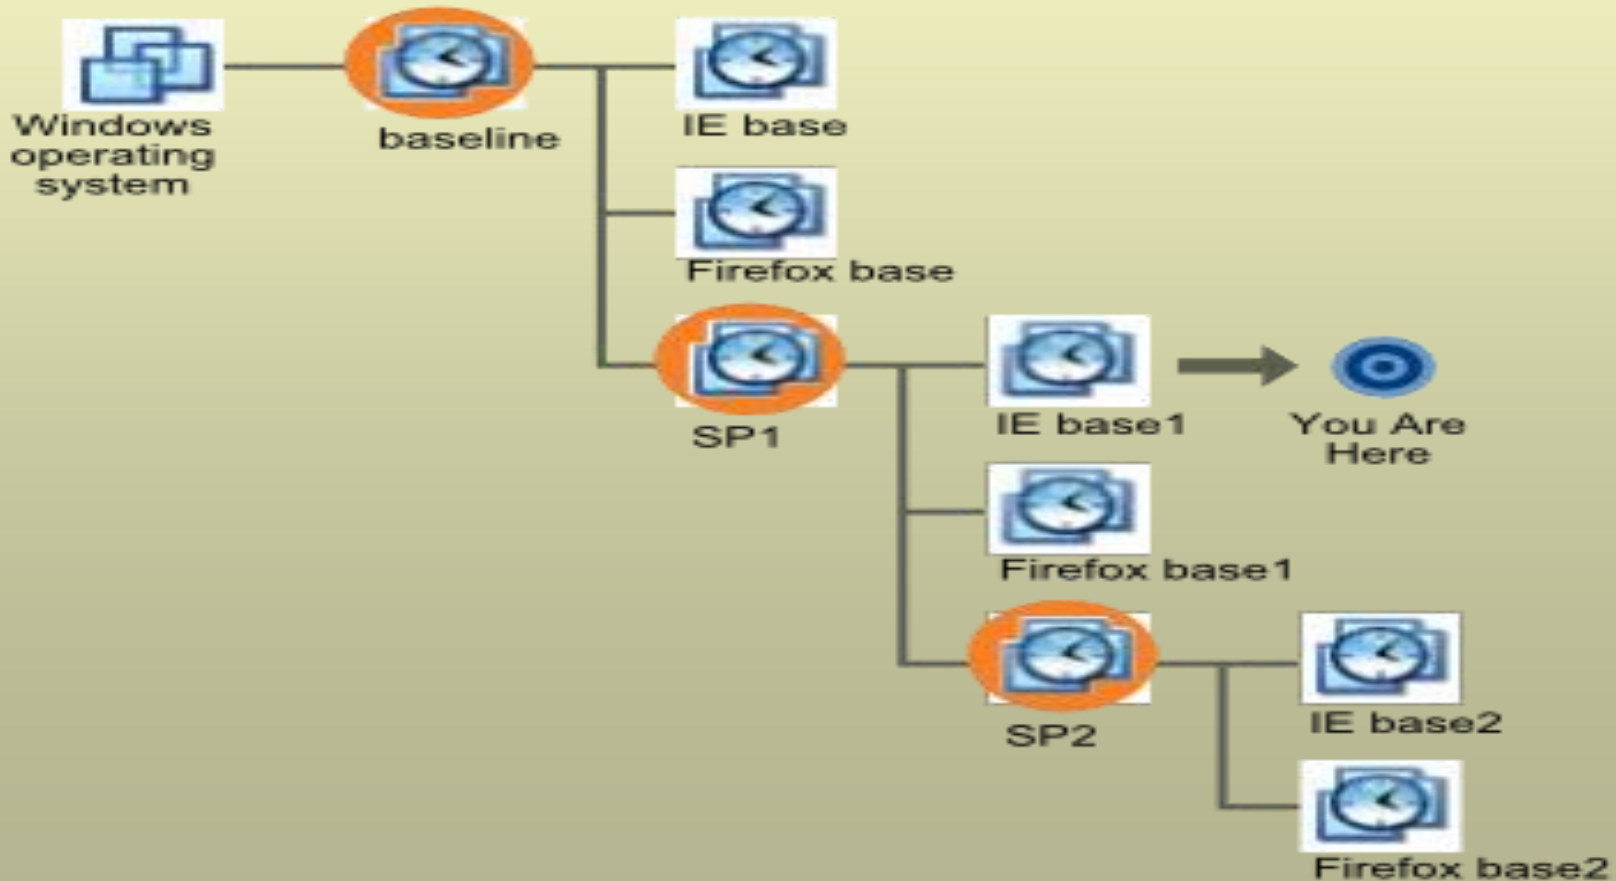 Windows
operating
system
baseline
IE base
Firefox base
SP1
IE base1
You Are
Here
Firefox base1
SP2
IE base2
Firefox base2